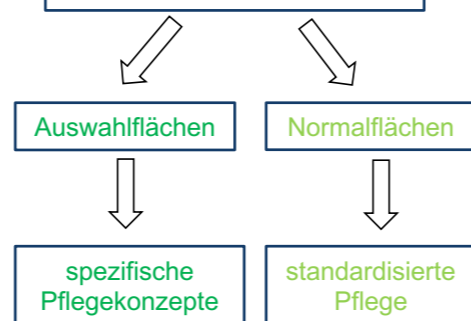 Auswahlflächen
Normalflächen
spezifische
Pflegekonzepte
standardisierte
Pflege